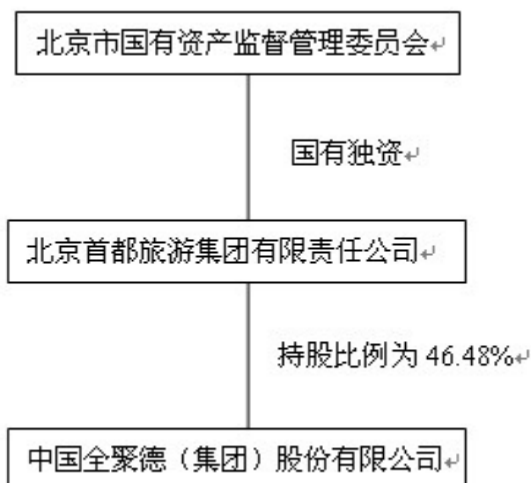 北京市国有资产监督管理委员会↵
国有独资↵
北京首都旅游集团有限责任公司↵
持股比例为 46.48%↵
中国全聚德（集团）股份有限公司↵